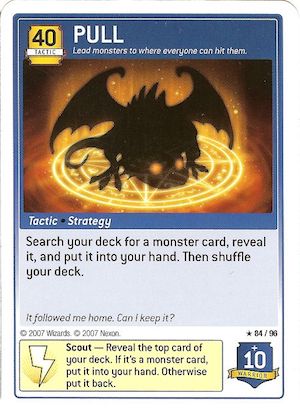 40
TACTIC
PULL
Lead monsters to where everyone can hit them.
Tactic • Strategy
Search your deck for a monster card, reveal
it, and put it into your hand. Then shuffle
your deck.
It followed me home. Can I keep it?
© 2007 Wizards. © 2007 Nexon.
★ 84 / 96
Scout — Reveal the top card of
your deck. If it's a monster card,
put it into your hand. Otherwise
put it back.
10
WARRIOR